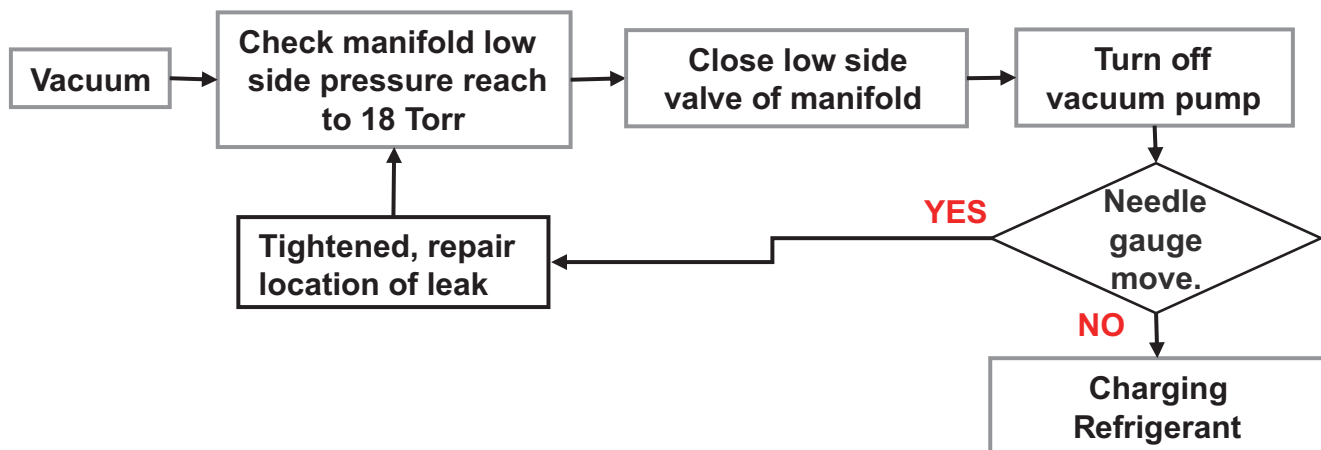 Vacuum
Check manifold low
side pressure reach
to 18 Torr
Close low side
valve of manifold
Turn off
vacuum pump
Needle
gauge
move.
YES
Tightened, repair
location of leak
NO
Charging
Refrigerant